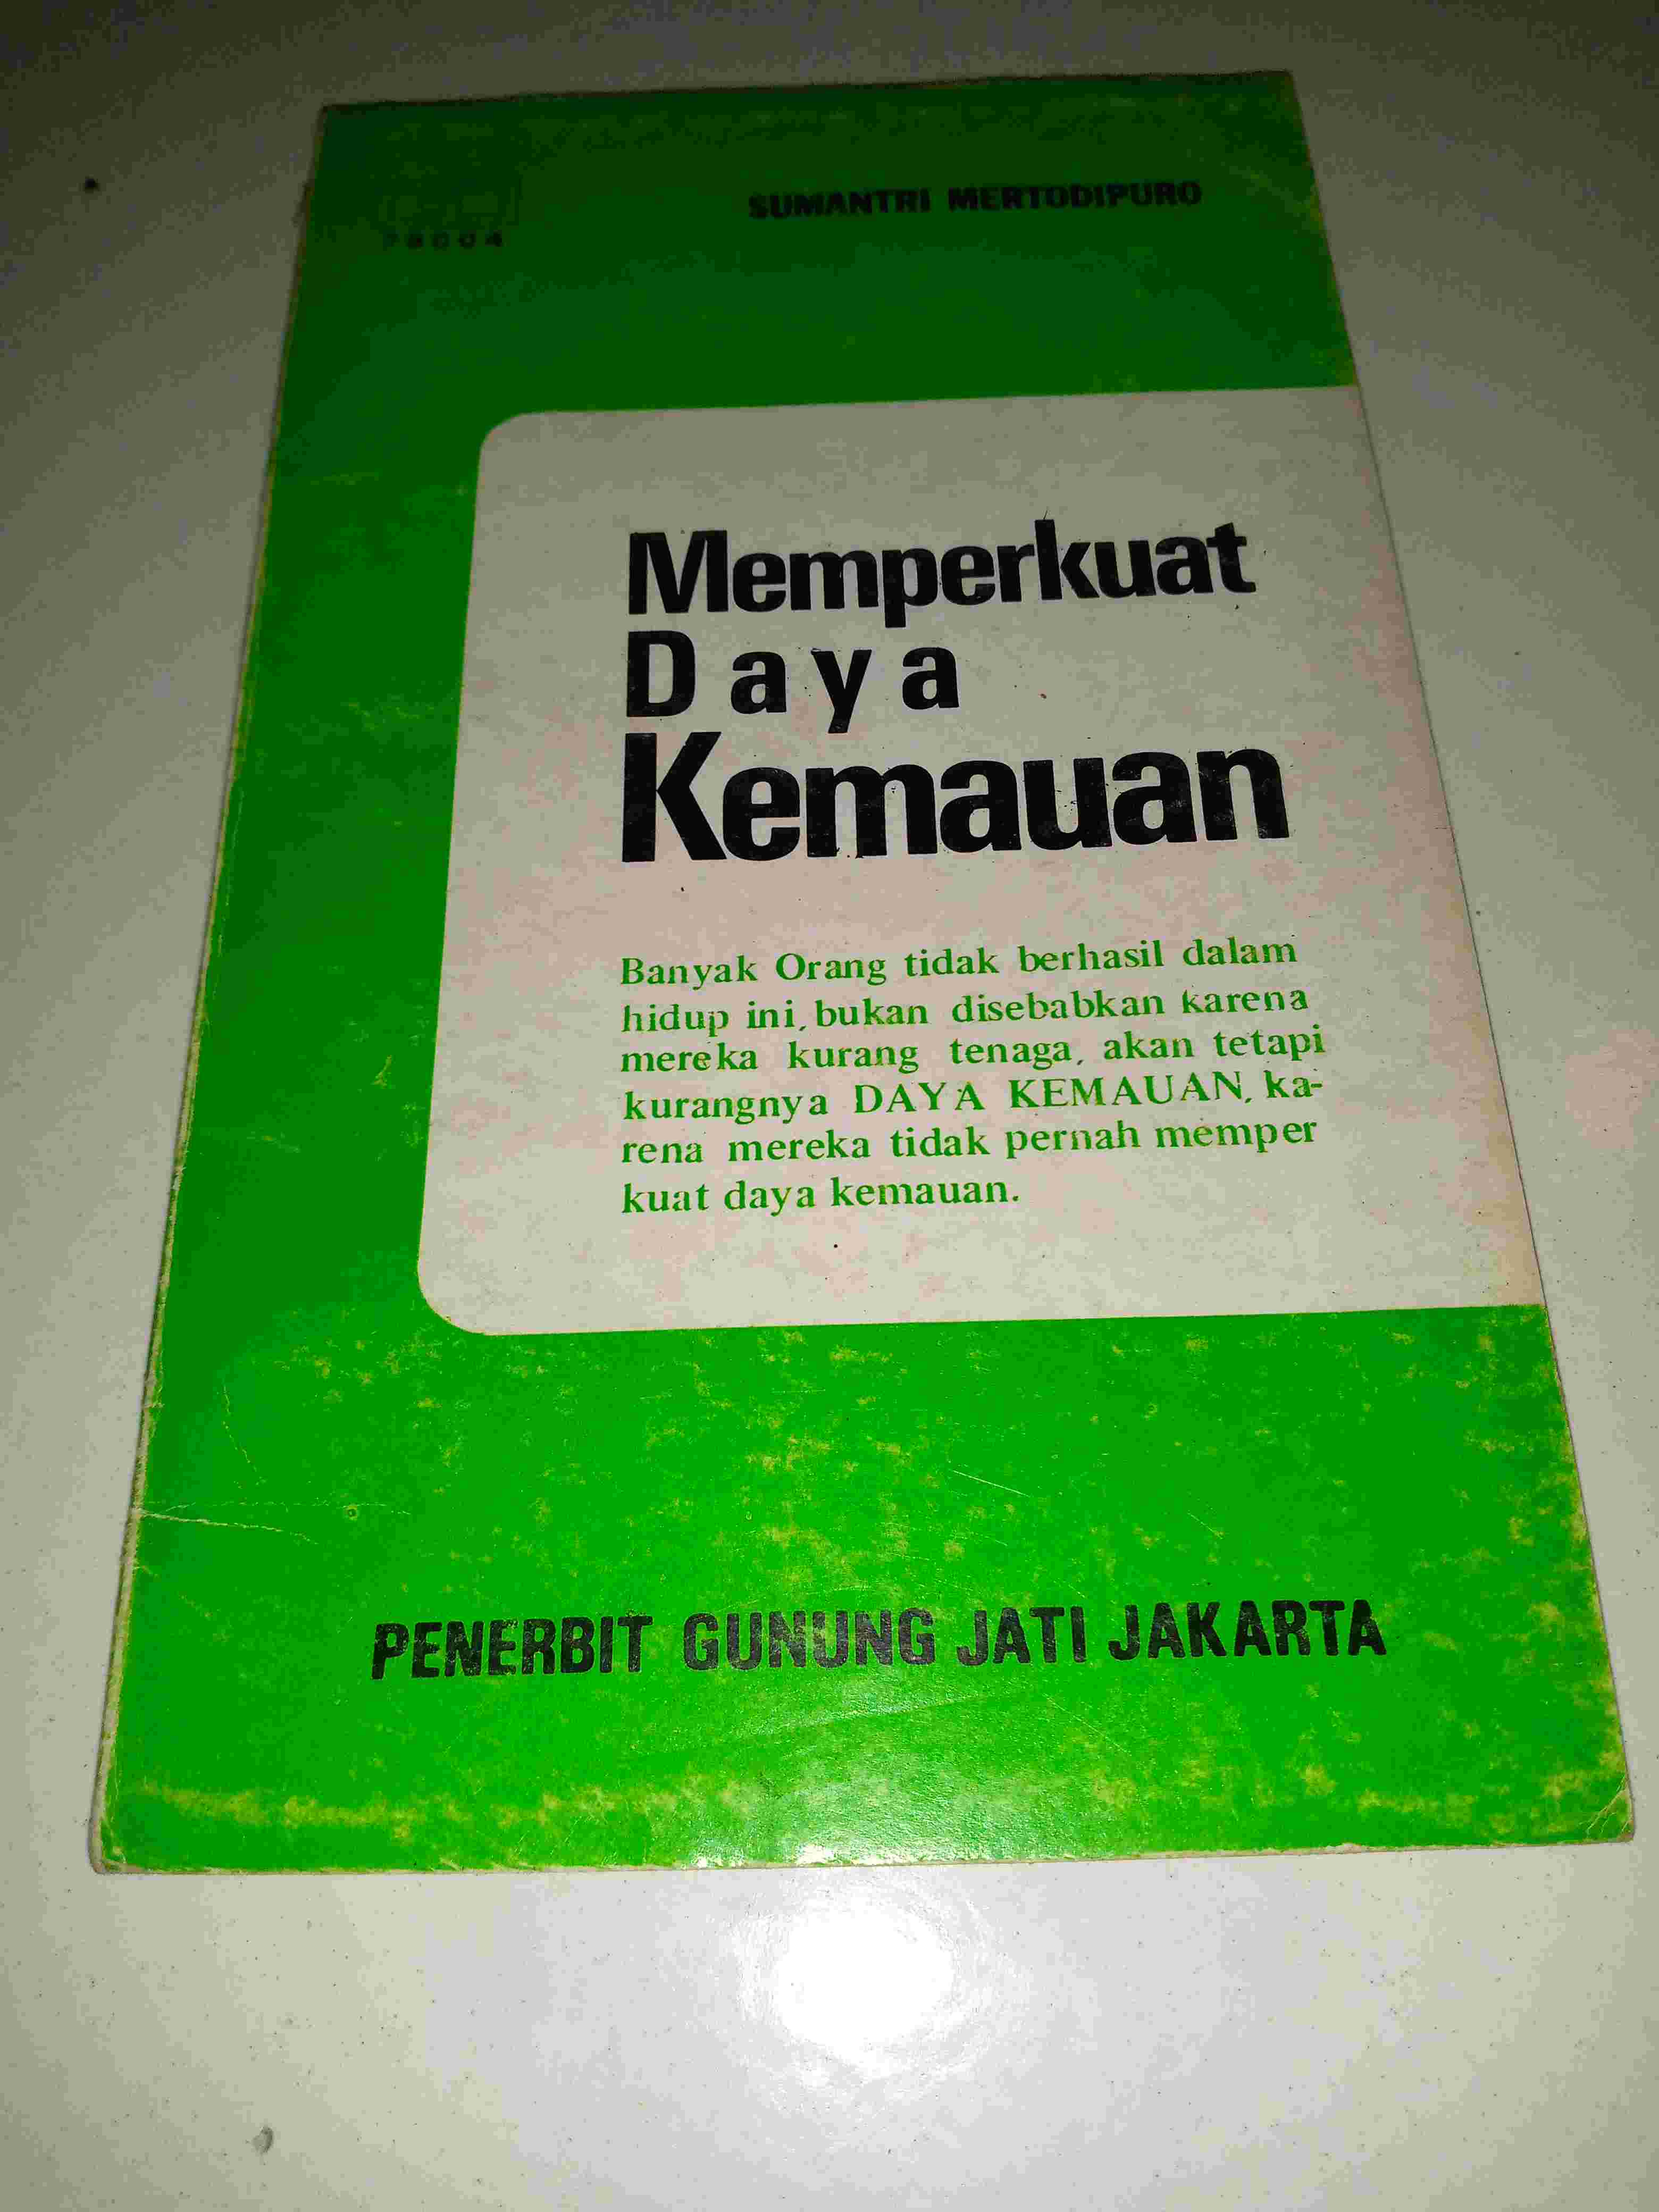 SUMANTRI MERTODIPURO
Memperkuat
Daya
Kemauan
Banyak Orang tidak berhasil dalam
hidup ini, bukan disebabkan karena
mereka kurang tenaga, akan tetapi
kurangnya DAYA KEMAUAN, ka-
rena mereka tidak pernah memper
kuat daya kemauan.
PENERBIT GUNUNG JATI JAKARTA